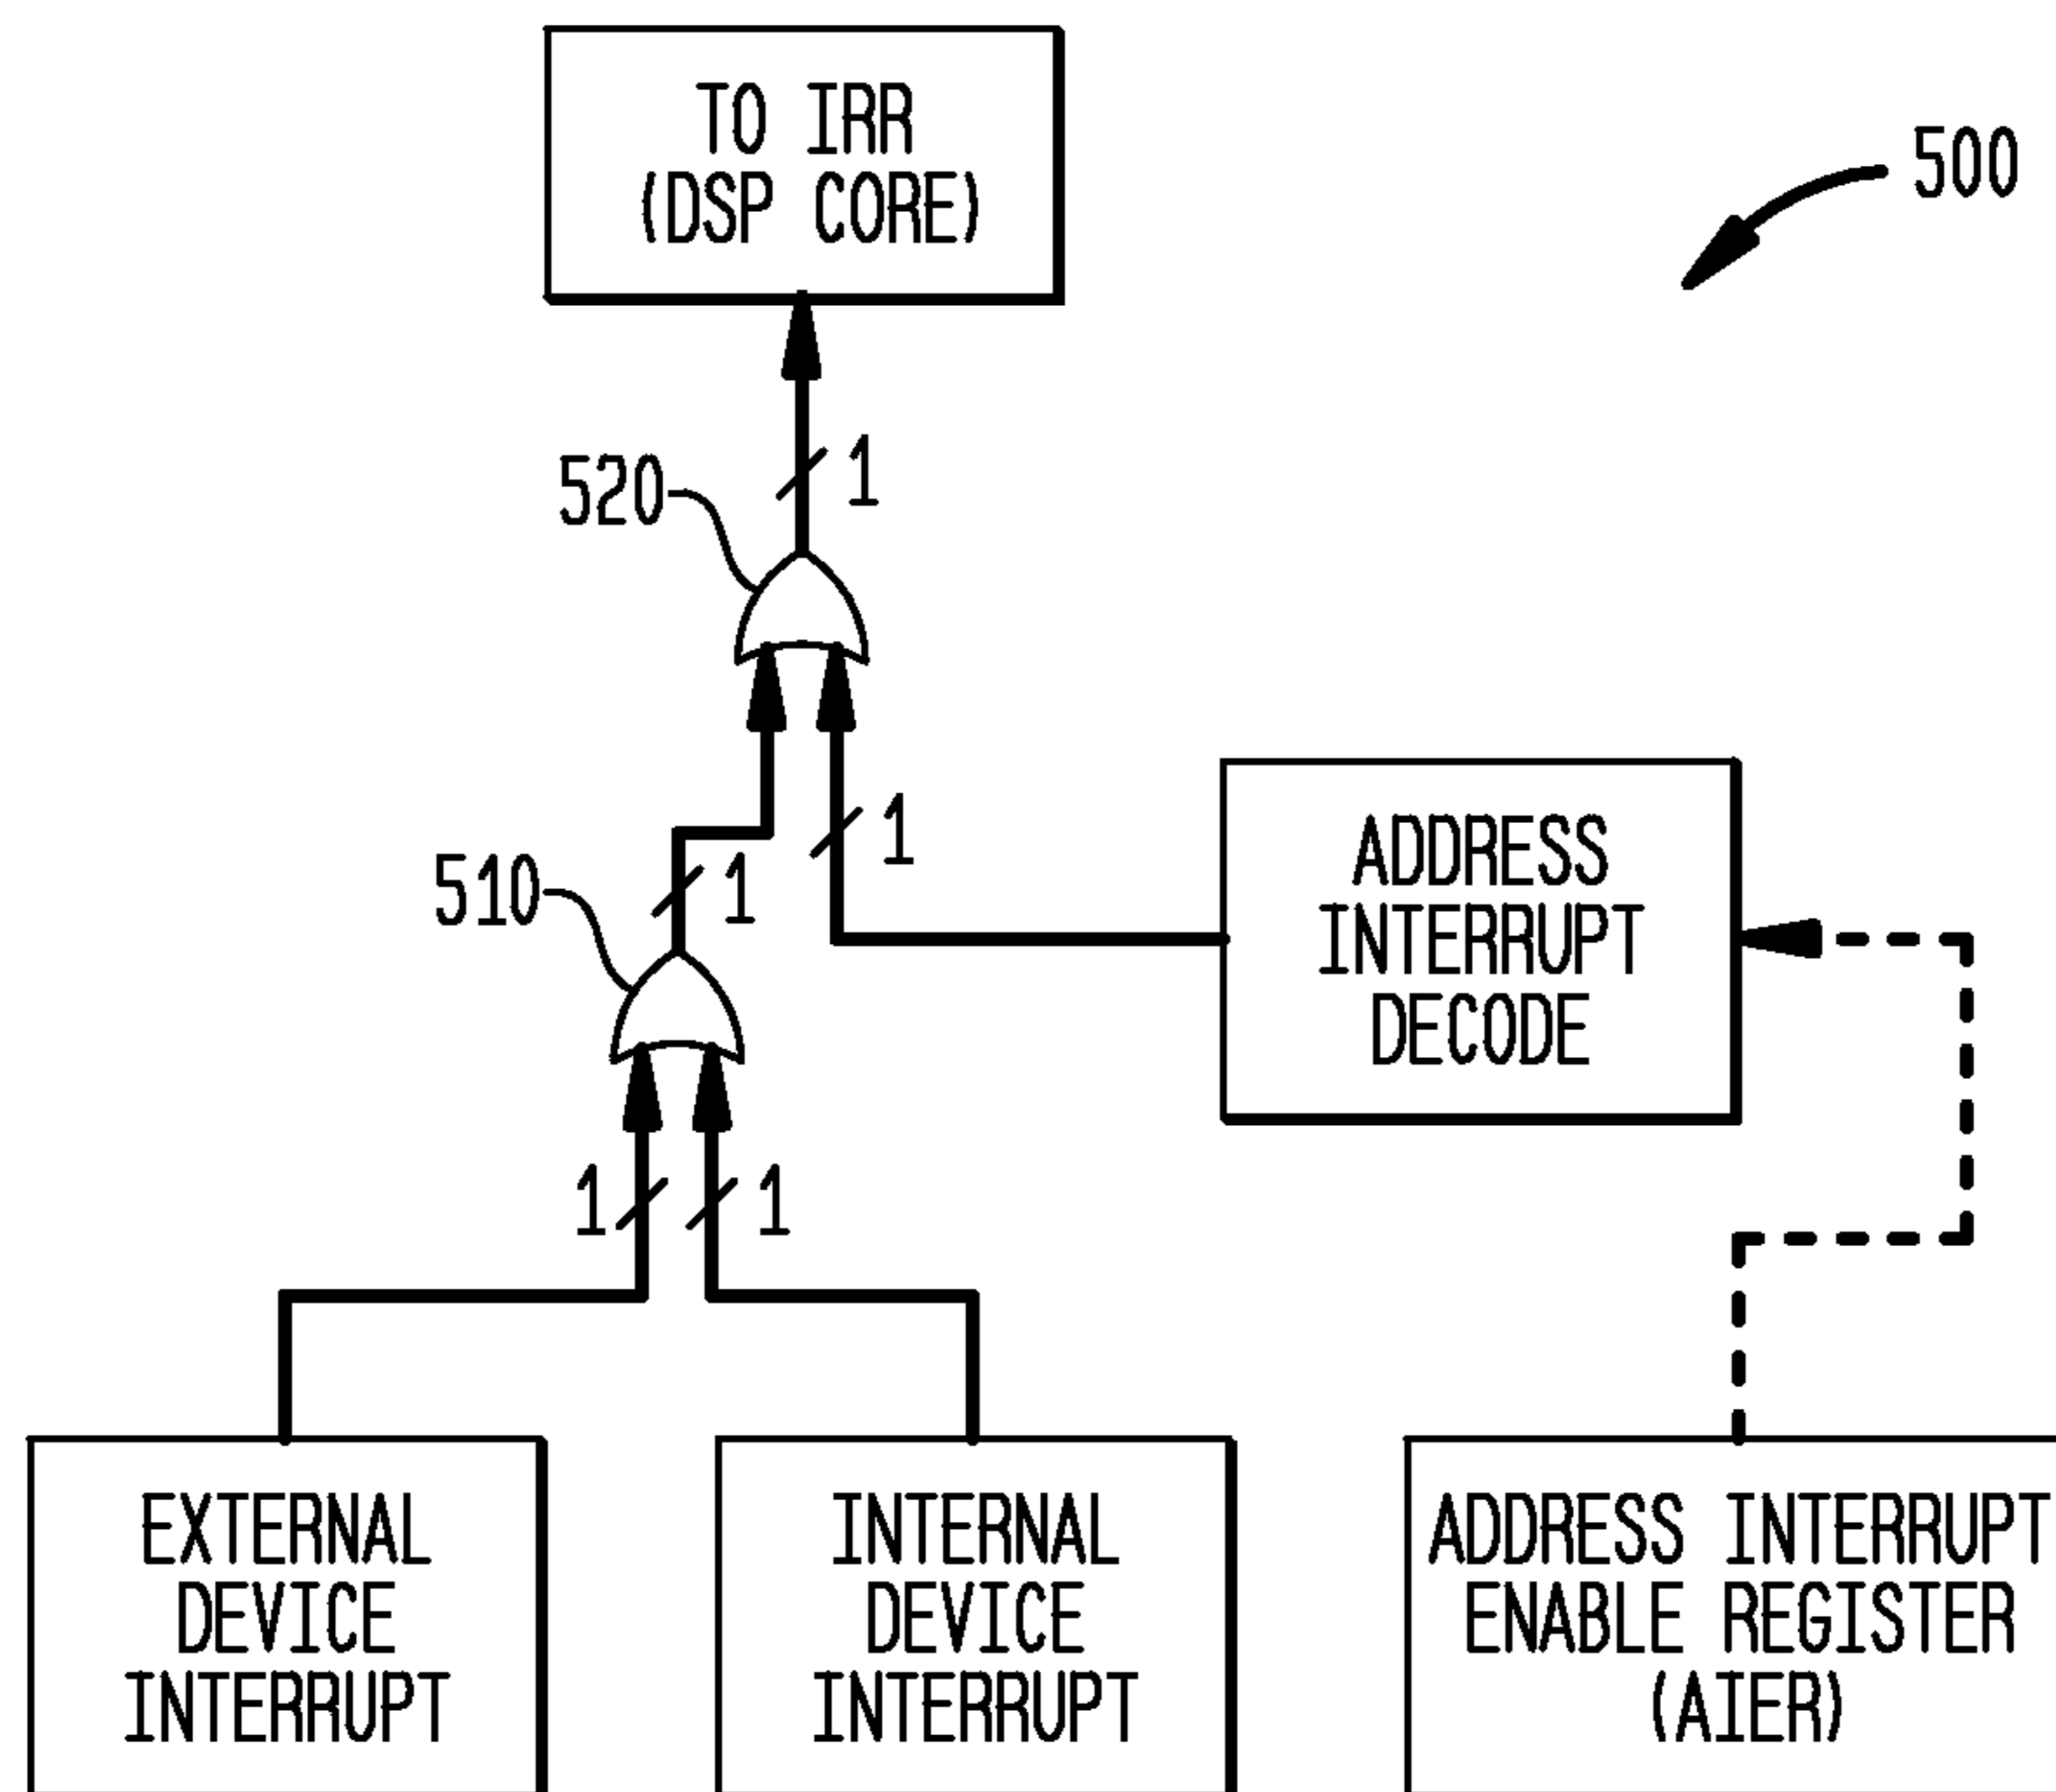 TO IRR
(DSP CORE)
500
520
1
1
1
510
ADDRESS
INTERRUPT
DECODE
1
1
EXTERNAL
DEVICE
INTERRUPT
INTERNAL
DEVICE
INTERRUPT
ADDRESS INTERRUPT
ENABLE REGISTER
(AIER)